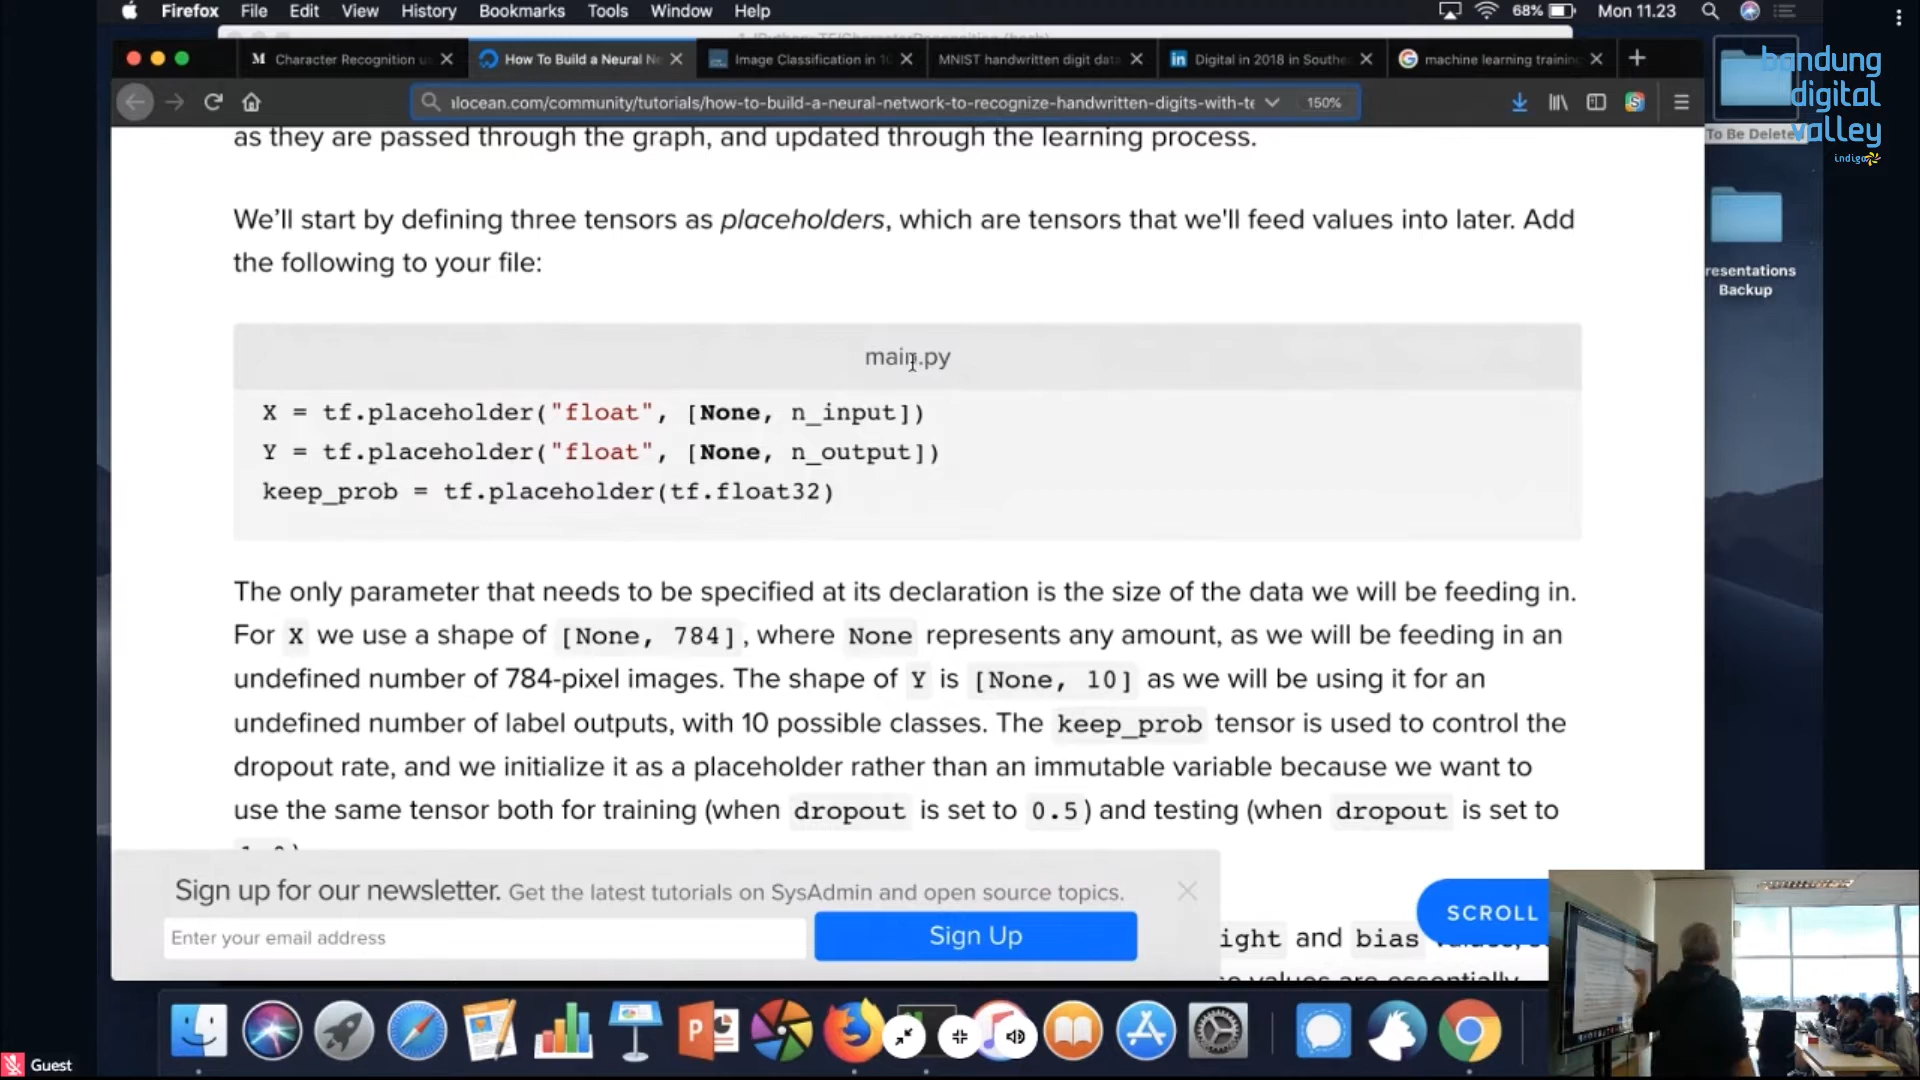 Firefox File Edit View History Bookmarks Tools Window Help 68% Mon 11.23
bandung
digital
valley
indigo
M Character Recognition u
How To Build a Neural Ne
Image Classification in 10
MNIST handwritten digit data
in Digital in 2018 in Southe
machine learning training
alocean.com/community/tutorials/how-to-build-a-neural-network-to-recognize-handwritten-digits-with-te 150%
To Be Delete
as they are passed through the graph, and updated through the learning process.
We'll start by defining three tensors as placeholders, which are tensors that we'll feed values into later. Add
the following to your file:
resentations
Backup
main.py
X = tf.placeholder("float", [None, n_input])
Y = tf.placeholder("float", [None, n_output])
keep_prob = tf.placeholder(tf.float32)
The only parameter that needs to be specified at its declaration is the size of the data we will be feeding in.
For X we use a shape of [None, 784], where None represents any amount, as we will be feeding in an
undefined number of 784-pixel images. The shape of Y is [None, 10] as we will be using it for an
undefined number of label outputs, with 10 possible classes. The keep_prob tensor is used to control the
dropout rate, and we initialize it as a placeholder rather than an immutable variable because we want to
use the same tensor both for training (when dropout is set to 0.5) and testing (when dropout is set to
Sign up for our newsletter. Get the latest tutorials on SysAdmin and open source topics.
Enter your email address
Sign Up
SCROLL
ight and bias
values are essentially
Guest